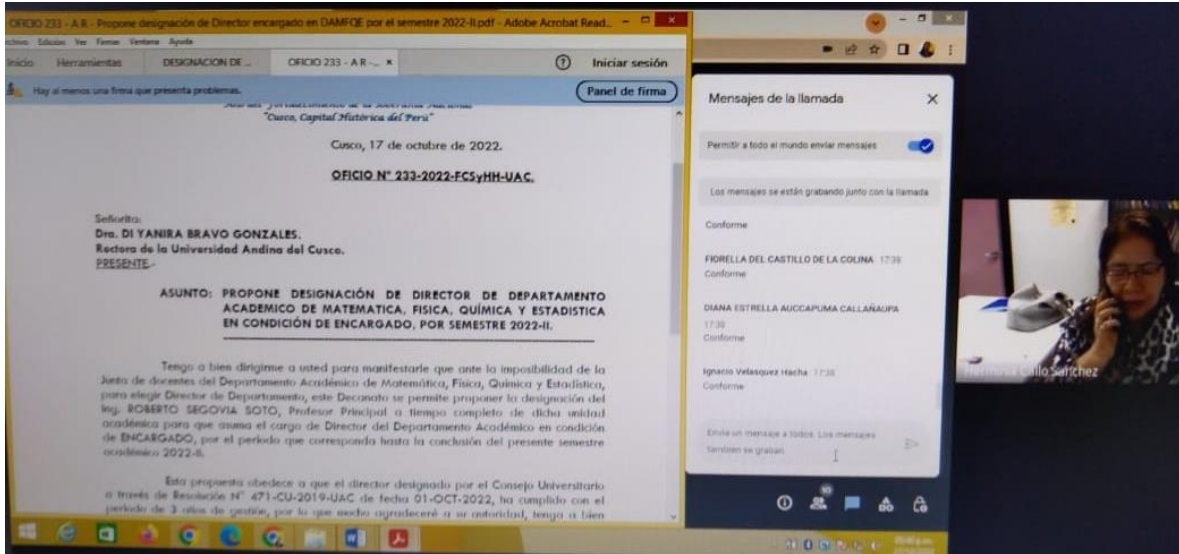 OFICIO 233 - A R - Propone designación de Director encargado en DAMFQE por el semestre 2022-II.pdf - Adobe Acrobat Read...
Edición Ver Firmar Ventana Ayuda
Inicio Herramientas DESIGNACION DE ... OFICIO 233 - A R -... × Iniciar sesión
Hay al menos una firma que presenta problemas.
Panel de firma
"Cusco, Capital Histórica del Perú"
Cusco, 17 de octubre de 2022.
OFICIO N° 233-2022-FCSyHH-UAC.
Señorita:
Dra. DI YANIRA BRAVO GONZALES.
Rectora de la Universidad Andina del Cusco.
PRESENTE.-
ASUNTO: PROPONE DESIGNACIÓN DE DIRECTOR DE DEPARTAMENTO
ACADEMICO DE MATEMATICA, FISICA, QUÍMICA Y ESTADISTICA
EN CONDICIÓN DE ENCARGADO, POR SEMESTRE 2022-II.
Tengo a bien dirigirme a usted para manifestarle que ante la imposibilidad de la
Junta de docentes del Departamento Académico de Matemática, Física, Química y Estadística,
para elegir Director de Departamento, este Decanato se permite proponer la designación del
Ing. ROBERTO SEGOVIA SOTO, Profesor Principal a tiempo completo de dicha unidad
académica para que asuma el cargo de Director del Departamento Académico en condición
de ENCARGADO, por el periodo que corresponda hasta la conclusión del presente semestre
académico 2022-II.
Esta propuesta obedece a que el director designado por el Consejo Universitario
a través de Resolución N° 471-CU-2019-UAC de fecha 01-OCT-2022, ha cumplido con el
periodo de 3 años de gestión, por lo que mucho agradeceré a su autoridad, tenga a bien
Mensajes de la llamada
Permitir a todo el mundo enviar mensajes
Los mensajes se están grabando junto con la llamada
Conforme
FIORELLA DEL CASTILLO DE LA COLINA 17:38
Conforme
DIANA ESTRELLA AUCCAPUMA CALLAÑAUPA
17:38
Conforme
Ignacio Velasquez Hacha 17:38
Conforme
Envía un mensaje a todos. Los mensajes
también se graban.
Callo Sanchez